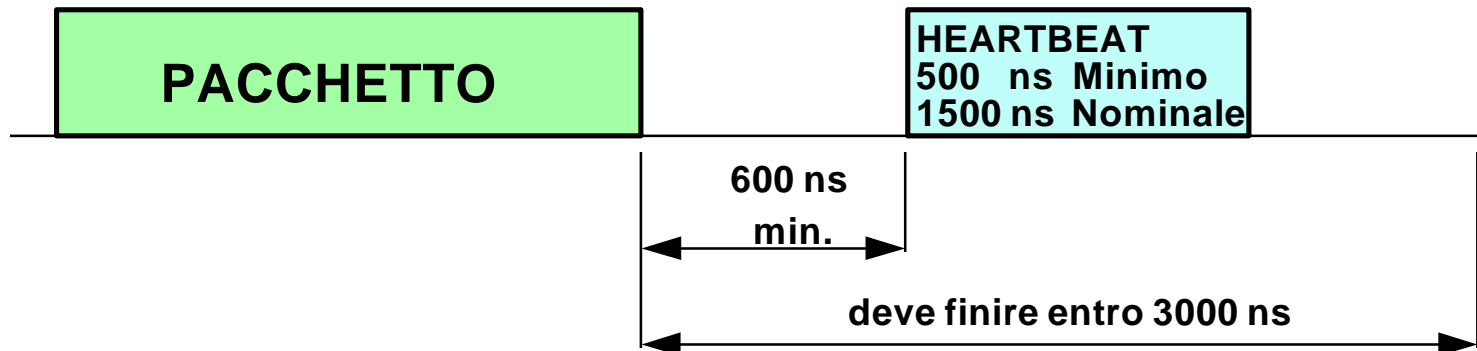 PACCHETTO
HEARTBEAT
500 ns Minimo
1500 ns Nominale
600 ns
min.
deve finire entro 3000 ns